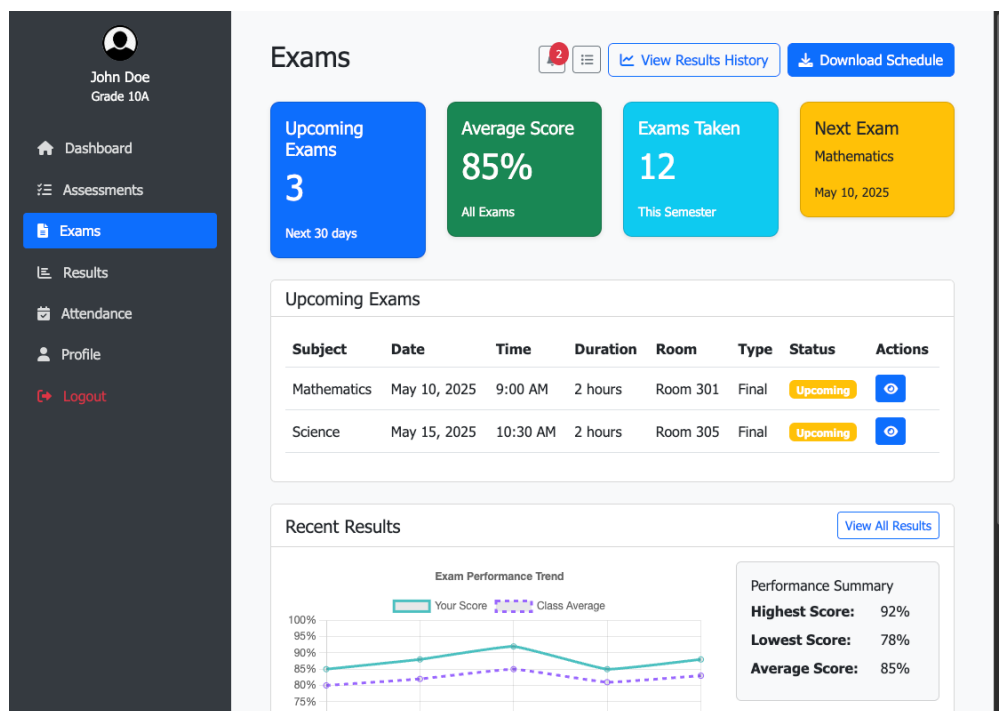 John Doe
Grade 10A
Dashboard
Assessments
Exams
Results
Attendance
Profile
Logout
Exams
2
View Results History
Download Schedule
Upcoming
Exams
3
Next 30 days
Average Score
85%
All Exams
Exams Taken
12
This Semester
Next Exam
Mathematics
May 10, 2025
Upcoming Exams
Subject Date Time Duration Room Type Status Actions
Mathematics May 10, 2025 9:00 AM 2 hours Room 301 Final Upcoming
Science May 15, 2025 10:30 AM 2 hours Room 305 Final Upcoming
Recent Results
View All Results
Exam Performance Trend
Your Score Class Average
100%
95%
90%
85%
80%
75%
Performance Summary
Highest Score: 92%
Lowest Score: 78%
Average Score: 85%